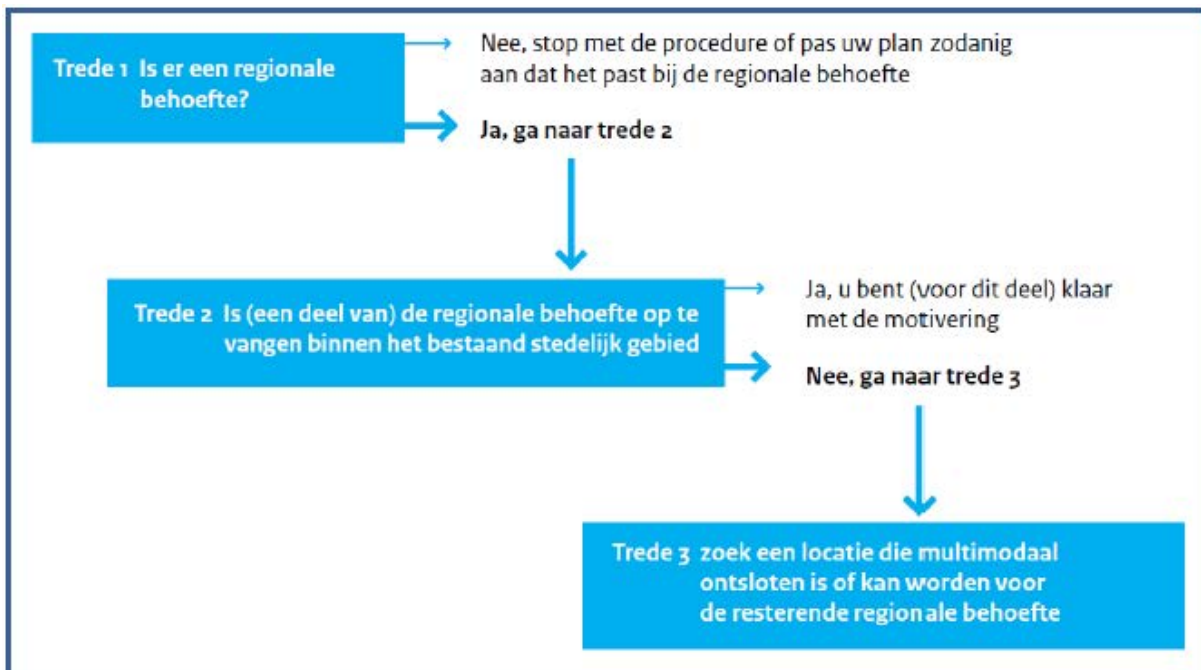 Trede 1 Is er een regionale
behoefte?
Nee, stop met de procedure of pas uw plan zodanig
aan dat het past bij de regionale behoefte
Ja, ga naar trede 2
Trede 2 Is (een deel van) de regionale behoefte op te
vangen binnen het bestaand stedelijk gebied
Ja, u bent (voor dit deel) klaar
met de motivering
Nee, ga naar trede 3
Trede 3 zoek een locatie die multimodaal
ontsloten is of kan worden voor
de resterende regionale behoefte